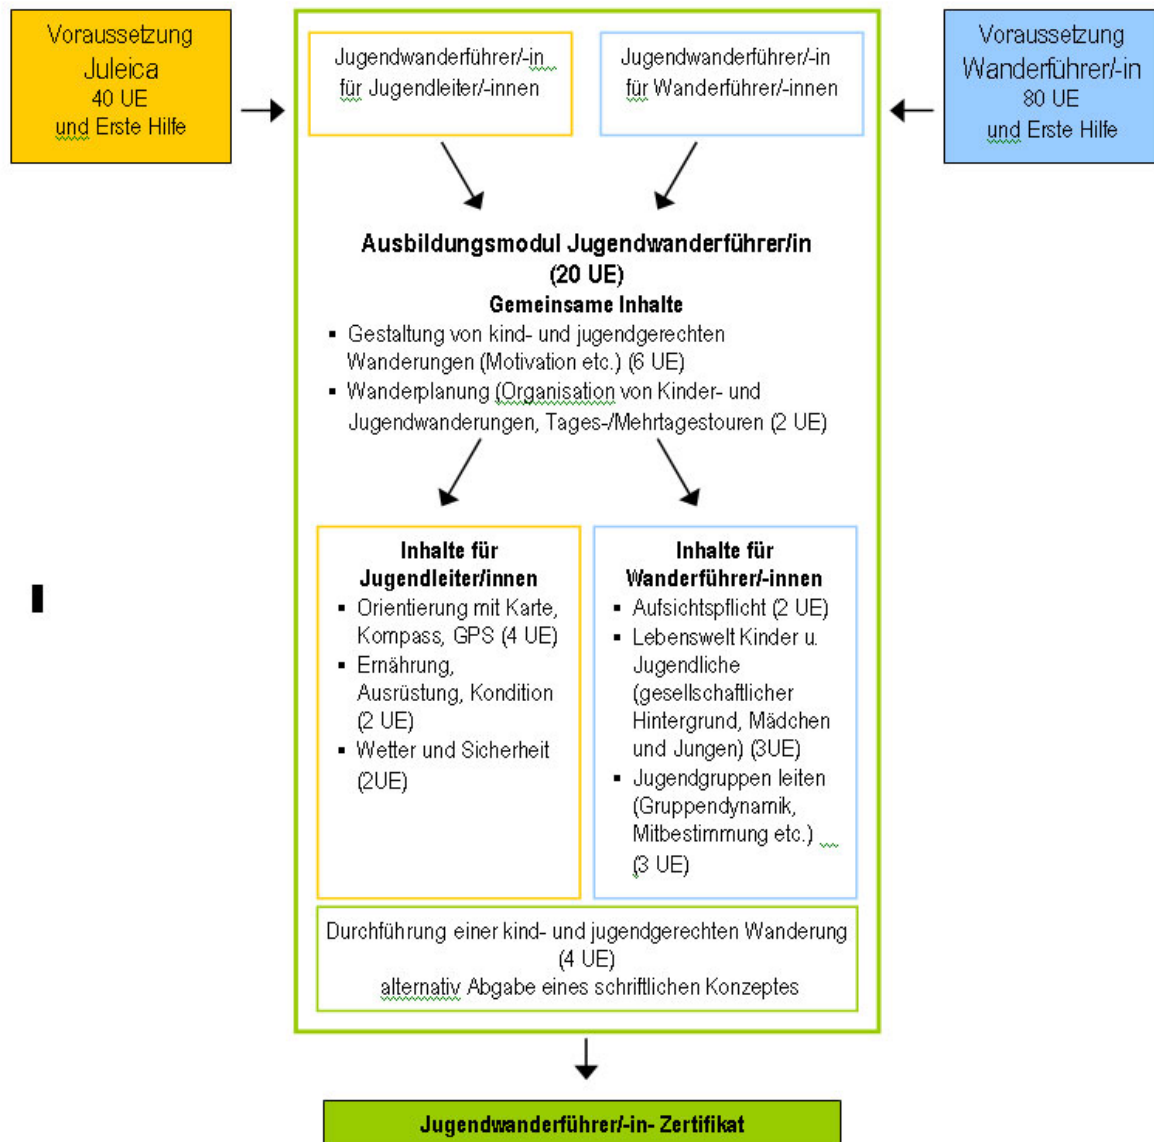 Voraussetzung
Juleica
40 UE
und Erste Hilfe
Jugendwanderführer/-in
für Jugendleiter/-innen
Jugendwanderführer/-in
für Wanderführer/-innen
Voraussetzung
Wanderführer/-in
80 UE
und Erste Hilfe
Ausbildungsmodul Jugendwanderführer/in
(20 UE)
Gemeinsame Inhalte
▪ Gestaltung von kind- und jugendgerechten
Wanderungen (Motivation etc.) (6 UE)
▪ Wanderplanung (Organisation von Kinder- und
Jugendwanderungen, Tages-/Mehrtagestouren (2 UE)
Inhalte für
Jugendleiter/innen
▪ Orientierung mit Karte,
Kompass, GPS (4 UE)
▪ Ernährung,
Ausrüstung, Kondition
(2 UE)
▪ Wetter und Sicherheit
(2UE)
Inhalte für
Wanderführer/-innen
▪ Aufsichtspflicht (2 UE)
▪ Lebenswelt Kinder u.
Jugendliche
(gesellschaftlicher
Hintergrund, Mädchen
und Jungen) (3UE)
▪ Jugendgruppen leiten
(Gruppendynamik,
Mitbestimmung etc.)
(3 UE)
Durchführung einer kind- und jugendgerechten Wanderung
(4 UE)
alternativ Abgabe eines schriftlichen Konzeptes
Jugendwanderführer/-in- Zertifikat